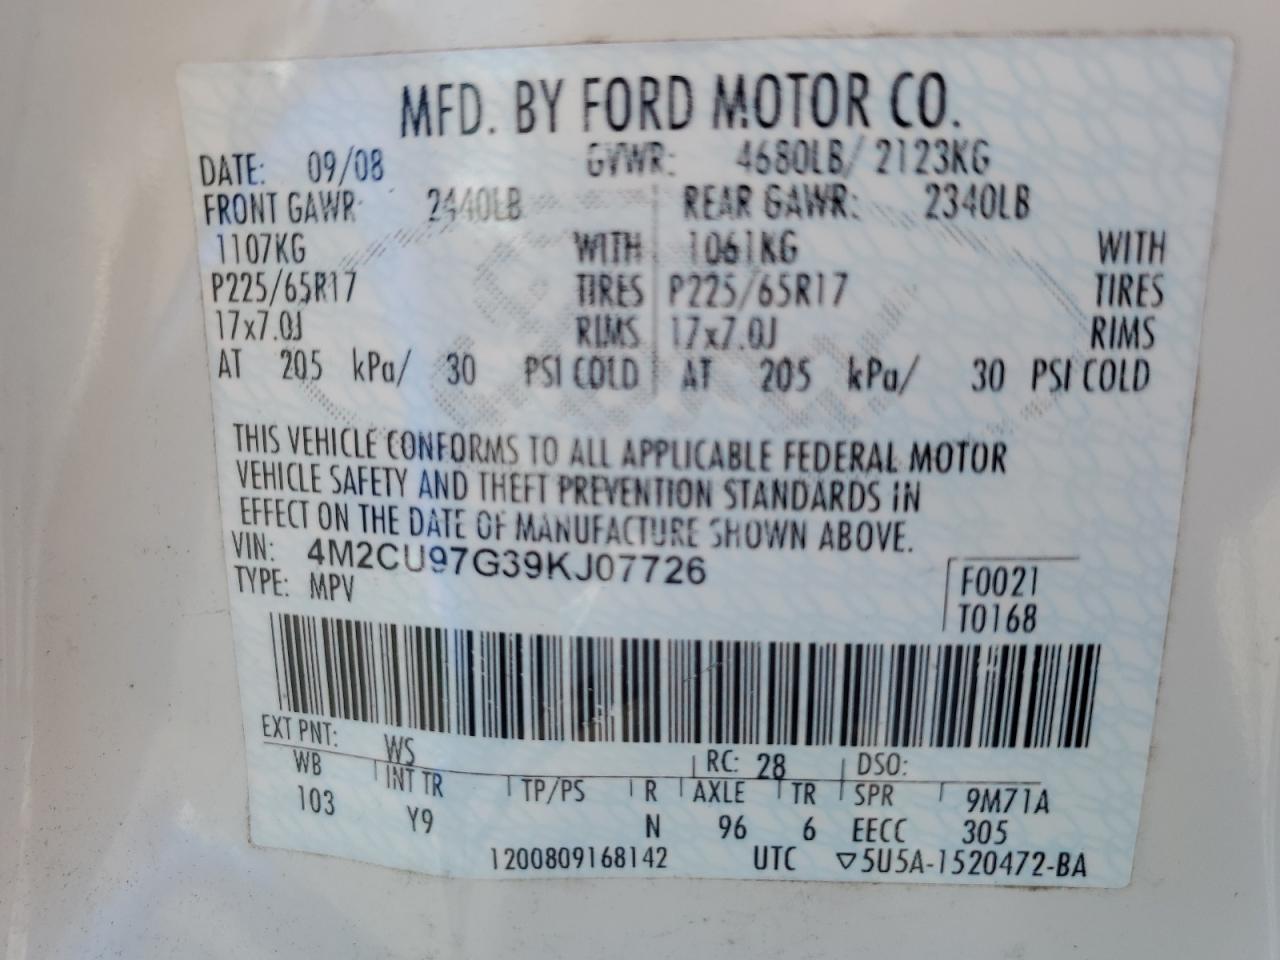 MFD. BY FORD MOTOR CO.
DATE: 09/08 GVWR: 4680LB/ 2123KG
FRONT GAWR: 2440LB REAR GAWR: 2340LB
1107KG WITH 1061KG WITH
P225/65R17 TIRES P225/65R17 TIRES
17x7.0J RIMS 17x7.0J RIMS
AT 205 kPa/ 30 PSI COLD AT 205 kPa/ 30 PSI COLD
THIS VEHICLE CONFORMS TO ALL APPLICABLE FEDERAL MOTOR
VEHICLE SAFETY AND THEFT PREVENTION STANDARDS IN
EFFECT ON THE DATE OF MANUFACTURE SHOWN ABOVE.
VIN: 4M2CU97G39KJ07726 F0021
TYPE: MPV T0168
EXT PNT: WS RC: 28 DSO:
WB INT TR TP/PS R AXLE TR SPR 9M71A
103 Y9 N 96 6 EECC 305
1200809168142 UTC ▽5U5A-1520472-BA